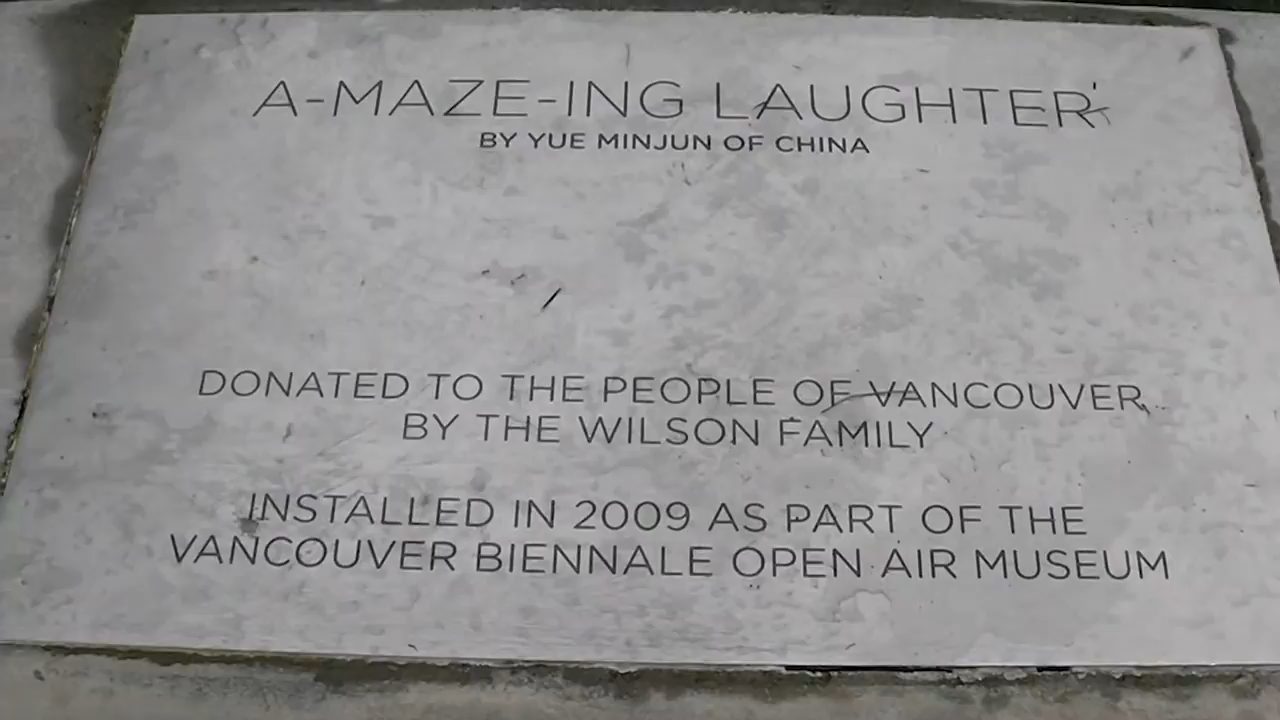 A-MAZE-ING LAUGHTER
BY YUE MINJUN OF CHINA
DONATED TO THE PEOPLE OF VANCOUVER
BY THE WILSON FAMILY
INSTALLED IN 2009 AS PART OF THE
VANCOUVER BIENNALE OPEN AIR MUSEUM